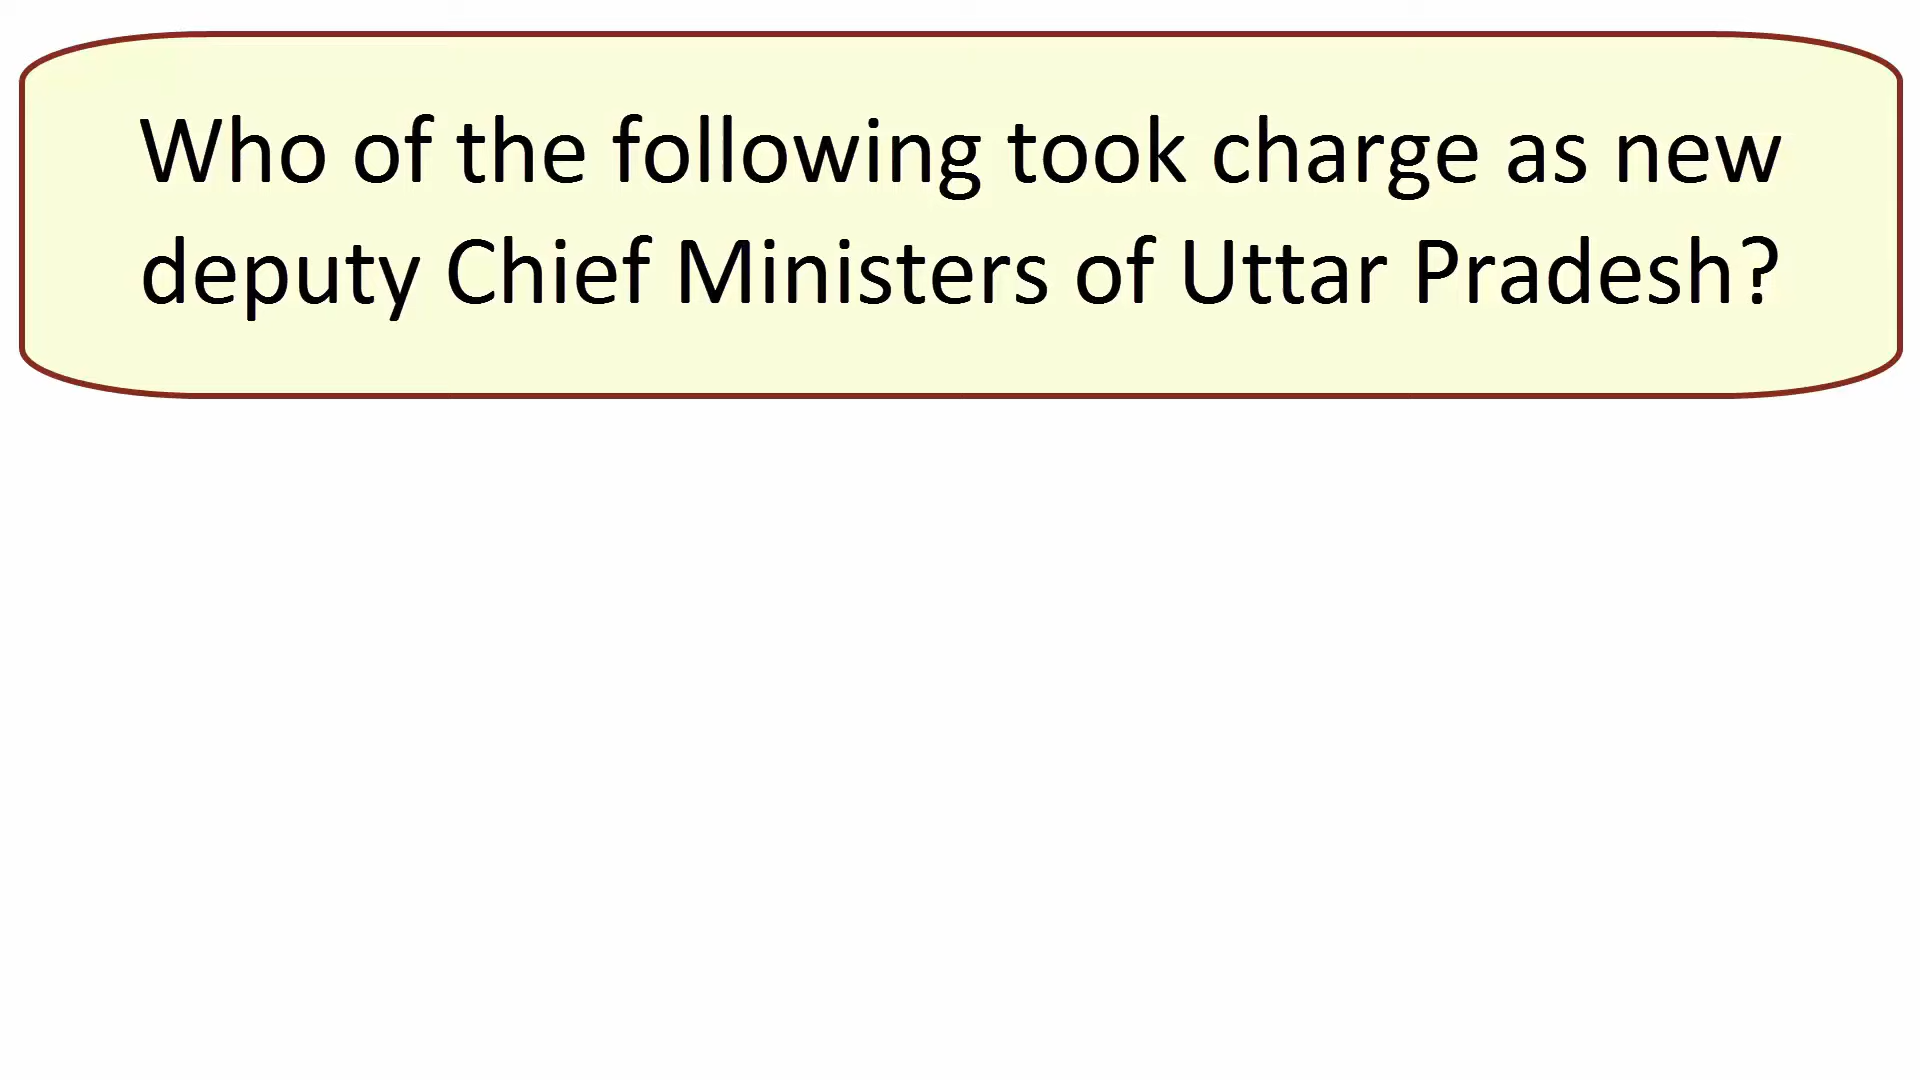 Who of the following took charge as new
deputy Chief Ministers of Uttar Pradesh?